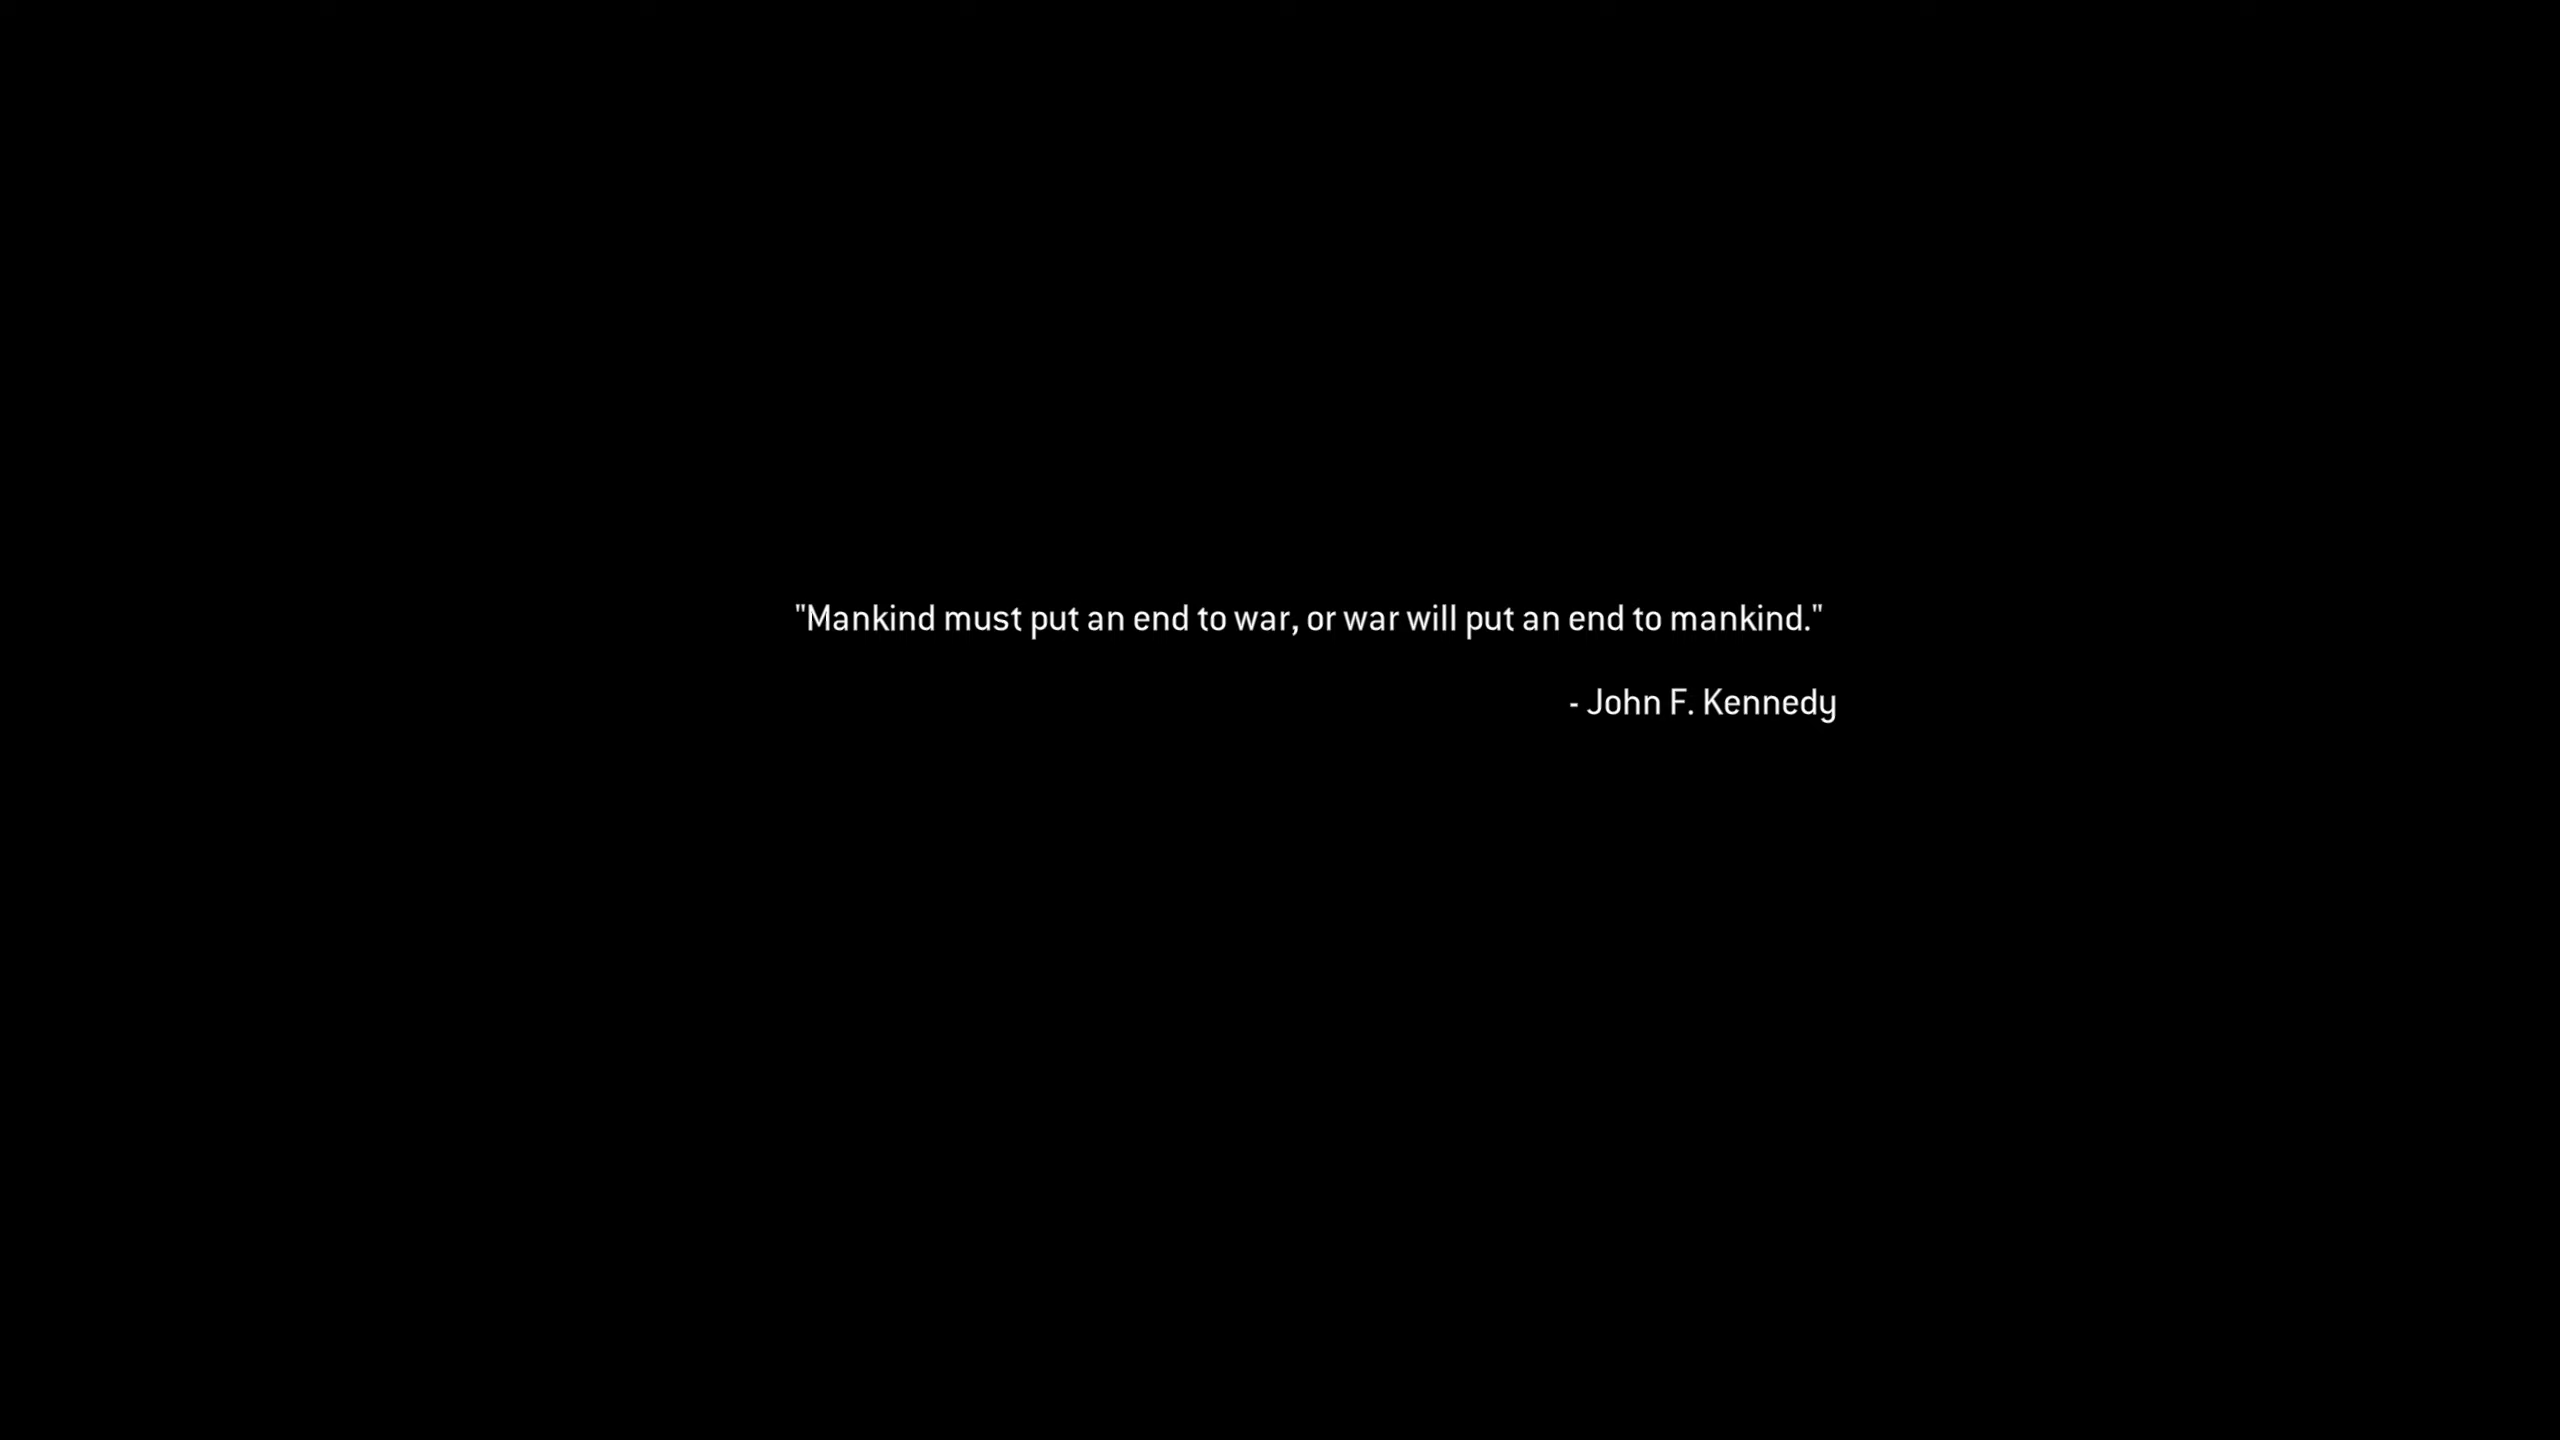 "Mankind must put an end to war, or war will put an end to mankind."
- John F. Kennedy